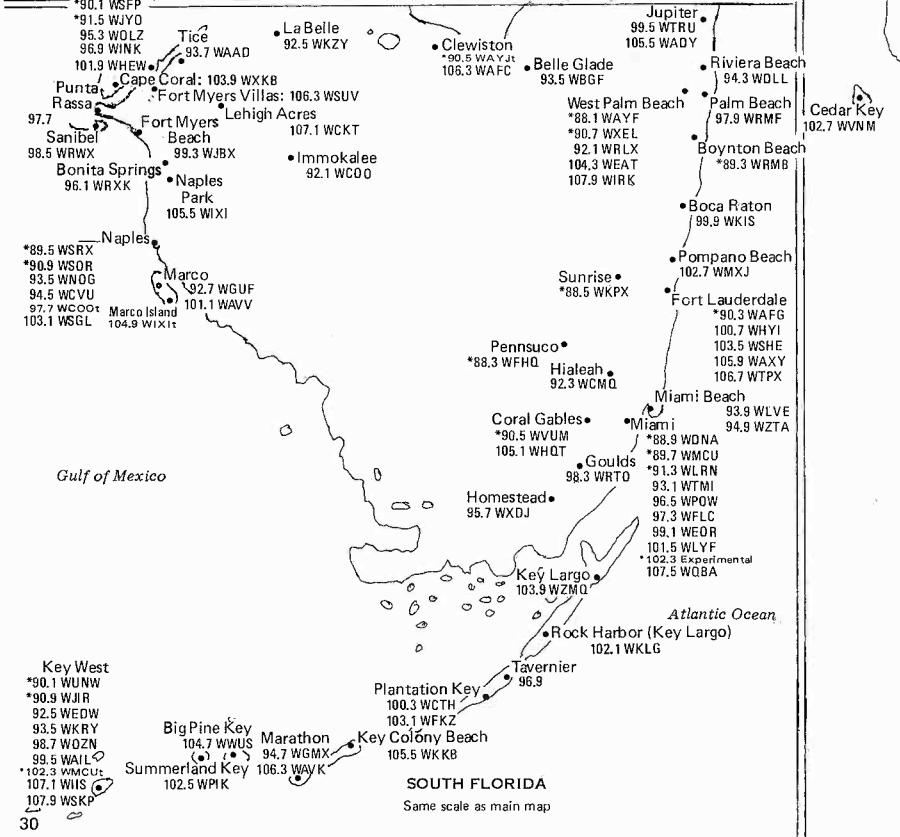 *90.1 WSFP
*91.5 WJYO
95.3 WOLZ
96.9 WINK
101.9 WHEW
Tice
93.7 WAAD
La Belle
92.5 WKZY
Cape Coral: 103.9 WXKB
Fort Myers Villas: 106.3 WSUV
Lehigh Acres
107.1 WCKT
Punta
Rassa
97.7
Sanibel
98.5 WRWX
Fort Myers
Beach
99.3 WJBX
Bonita Springs
96.1 WRXK
Immokalee
92.1 WCOO
Naples
Park
105.5 WIXI
Naples
*89.5 WSRX
*90.9 WSOR
93.5 WNOG
94.5 WCVU
97.7 WCOOt
103.1 WSGL
Marco
92.7 WGUF
101.1 WAVV
Marco Island
104.9 WIXIt
Clewiston
*90.5 WAYJt
106.3 WAFC
Belle Glade
93.5 WBGF
Jupiter
99.5 WTRU
105.5 WADY
Riviera Beach
94.3 WOLL
West Palm Beach
*88.1 WAYF
*90.7 WXEL
92.1 WRLX
104.3 WEAT
107.9 WIRK
Palm Beach
97.9 WRMF
Cedar Key
102.7 WVNM
Boynton Beach
*89.3 WRMB
Boca Raton
99.9 WKIS
Pompano Beach
102.7 WMXJ
Sunrise
*88.5 WKPX
Fort Lauderdale
*90.3 WAFG
100.7 WHYI
103.5 WSHE
105.9 WAXY
106.7 WTPX
Pennsuco
*88.3 WFHQ
Hialeah
92.3 WCMQ
Miami Beach
93.9 WLVE
94.9 WZTA
Coral Gables
*90.5 WVUM
105.1 WHQT
Miami
*88.9 WDNA
*89.7 WMCU
*91.3 WLRN
93.1 WTMI
96.5 WPOW
97.3 WFLC
99.1 WEDR
101.5 WLYF
*102.3 Experimental
107.5 WQBA
Goulds
98.3 WRTO
Homestead
95.7 WXDJ
Gulf of Mexico
Key Largo
103.9 WZMQ
Atlantic Ocean
Rock Harbor (Key Largo)
102.1 WKLG
Tavernier
96.9
Plantation Key
100.3 WCTH
103.1 WFKZ
Key West
*90.1 WUNW
*90.9 WJIR
92.5 WEOW
93.5 WKRY
98.7 WOZN
99.5 WAIL
*102.3 WMCUt
107.1 WIIS
107.9 WSKP
Big Pine Key
104.7 WWUS
Summerland Key
102.5 WPIK
Marathon
94.7 WGMX
106.3 WAVK
Key Colony Beach
105.5 WKKB
SOUTH FLORIDA
Same scale as main map
30